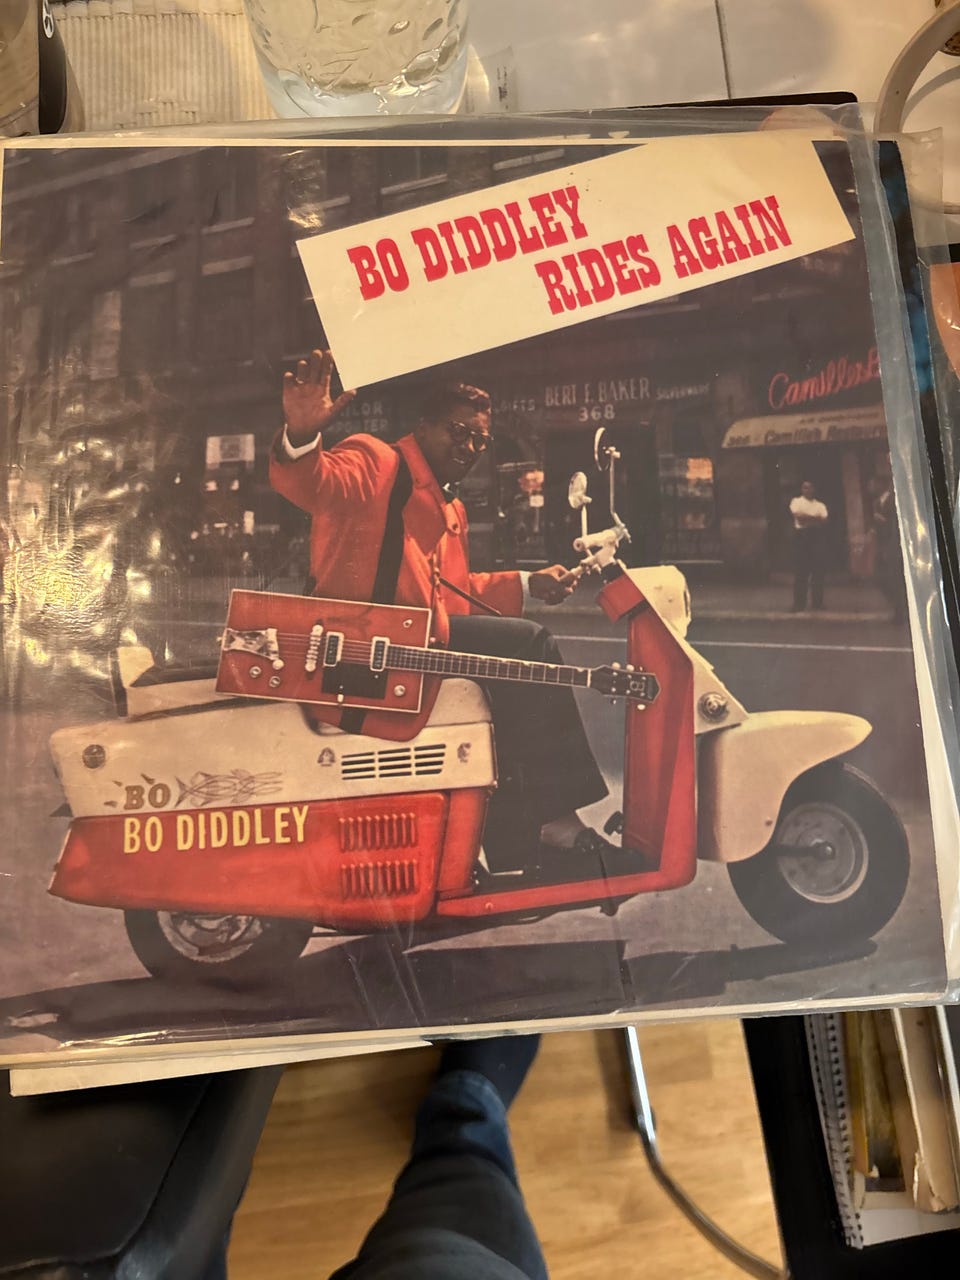 BO DIDDLEY
RIDES AGAIN
BERT E. BAKER
368
BO
BO DIDDLEY